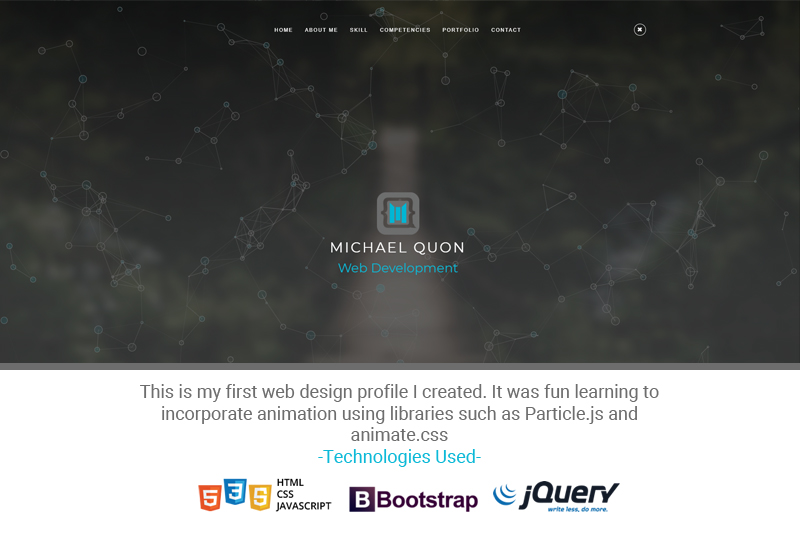 HOME ABOUT ME SKILL COMPETENCIES PORTFOLIO CONTACT
MICHAEL QUON
Web Development
This is my first web design profile I created. It was fun learning to
incorporate animation using libraries such as Particle.js and
animate.css
-Technologies Used-
5 3 5
HTML
CSS
JAVASCRIPT
B Bootstrap
jQuery
write less, do more.